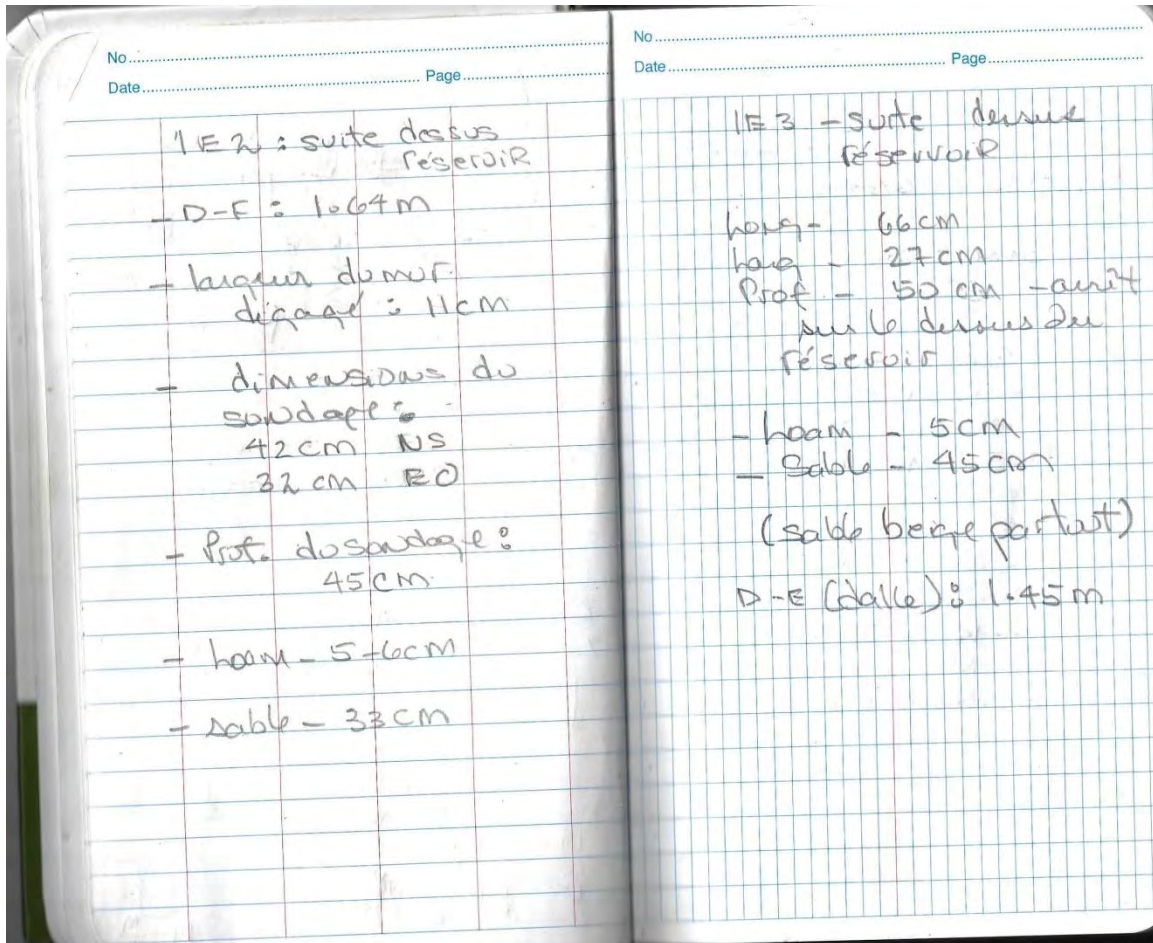 No
Date Page
1E2 : suite dessus
réservoir
- D-E : 1.64m
- largeur du mur
dégagé : 11cm
- dimensions du
sondage :
42cm NS
32 cm EO
- Prof. du sondage :
45 cm.
- Loam - 5-6cm
- sable - 33cm
No
Date Page
1E3 - suite dessus
réservoir
Long - 66cm
Larg - 27cm
Prof - 50 cm - arrêt
sur le dessus du
réservoir
- Loam - 5cm
- Sable - 45cm
(sable beige partout)
D-E (dalle) : 1.45m